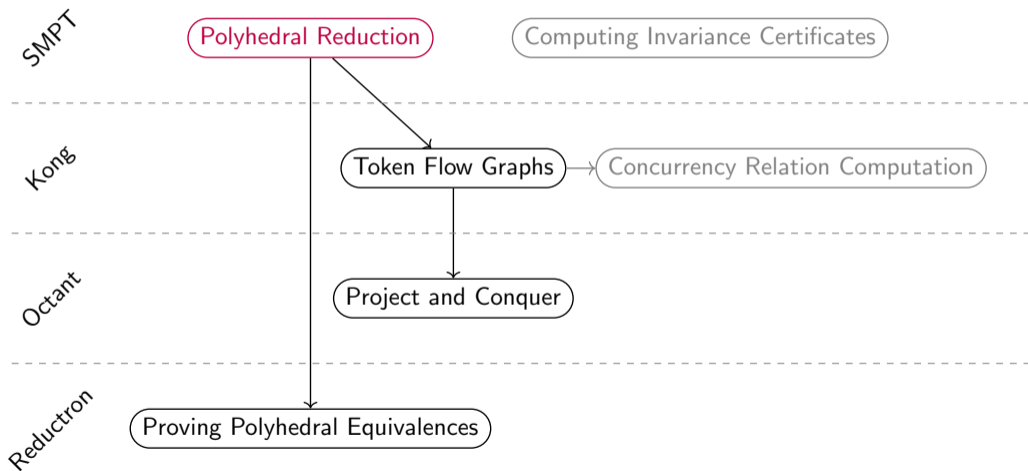 SMPT
Polyhedral Reduction
Computing Invariance Certificates
Kong
Token Flow Graphs
Concurrency Relation Computation
Octant
Project and Conquer
Reductron
Proving Polyhedral Equivalences